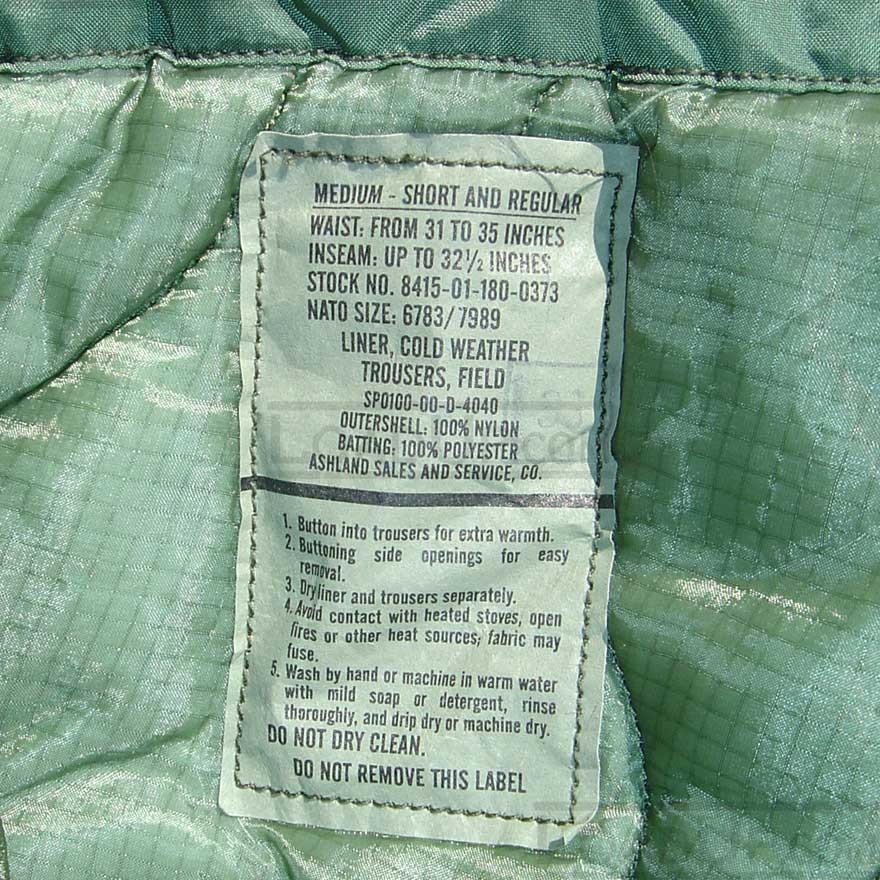 MEDIUM - SHORT AND REGULAR
WAIST: FROM 31 TO 35 INCHES
INSEAM: UP TO 32½ INCHES
STOCK NO. 8415-01-180-0373
NATO SIZE: 6783/7989
LINER, COLD WEATHER
TROUSERS, FIELD
SPO100-00-D-4040
OUTERSHELL: 100% NYLON
BATTING: 100% POLYESTER
ASHLAND SALES AND SERVICE, CO.
1. Button into trousers for extra warmth.
2. Buttoning side openings for easy
removal.
3. Dry liner and trousers separately.
4. Avoid contact with heated stoves, open
fires or other heat sources; fabric may
fuse.
5. Wash by hand or machine in warm water
with mild soap or detergent, rinse
thoroughly, and drip dry or machine dry.
DO NOT DRY CLEAN.
DO NOT REMOVE THIS LABEL